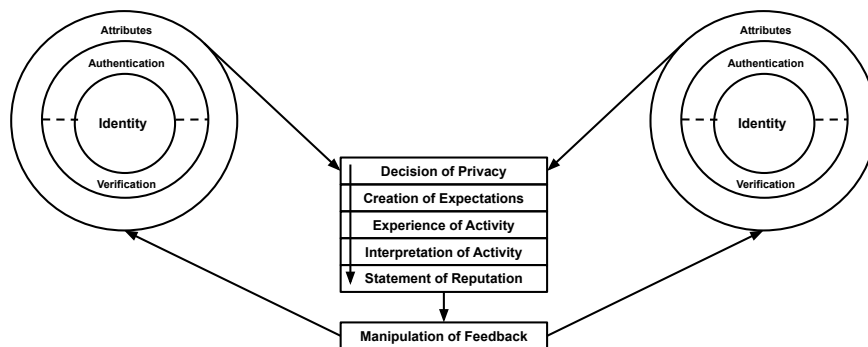 Attributes
Authentication
Identity
Verification
Attributes
Authentication
Identity
Verification
Decision of Privacy
Creation of Expectations
Experience of Activity
Interpretation of Activity
Statement of Reputation
Manipulation of Feedback